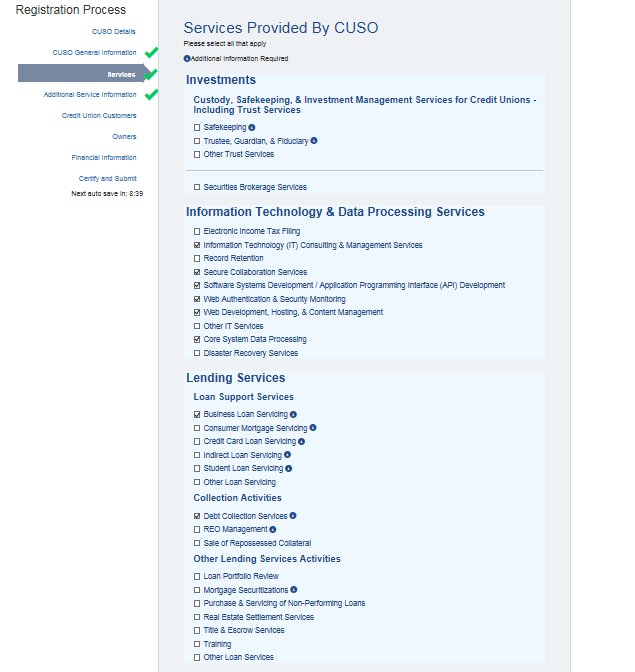 Registration Process
CUSO Details
CUSO General Information
Services
Additional Service Information
Credit Union Customers
Owners
Financial Information
Certify and Submit
Next auto save in: 8:39
Services Provided By CUSO
Please select all that apply
Additional Information Required
Investments
Custody, Safekeeping, & Investment Management Services for Credit Unions -
Including Trust Services
Safekeeping
Trustee, Guardian, & Fiduciary
Other Trust Services
Securities Brokerage Services
Information Technology & Data Processing Services
Electronic Income Tax Filing
Information Technology (IT) Consulting & Management Services
Record Retention
Secure Collaboration Services
Software Systems Development / Application Programming Interface (API) Development
Web Authentication & Security Monitoring
Web Development, Hosting, & Content Management
Other IT Services
Core System Data Processing
Disaster Recovery Services
Lending Services
Loan Support Services
Business Loan Servicing
Consumer Mortgage Servicing
Credit Card Loan Servicing
Indirect Loan Servicing
Student Loan Servicing
Other Loan Servicing
Collection Activities
Debt Collection Services
REO Management
Sale of Repossessed Collateral
Other Lending Services Activities
Loan Portfolio Review
Mortgage Securitizations
Purchase & Servicing of Non-Performing Loans
Real Estate Settlement Services
Title & Escrow Services
Training
Other Loan Services